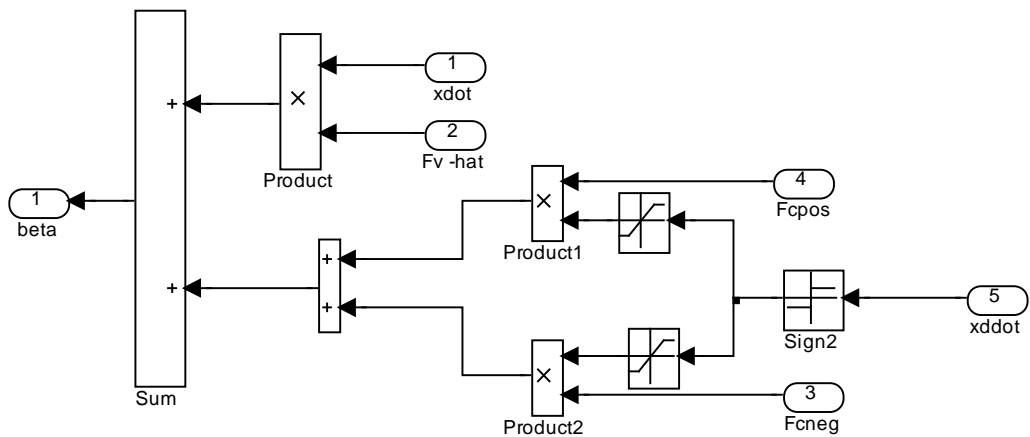 1
xdot
+
×
2
Fv -hat
Product
4
Fcpos
×
1
beta
Product1
+
+
+
5
xddot
Sign2
×
3
Fcneg
Sum
Product2